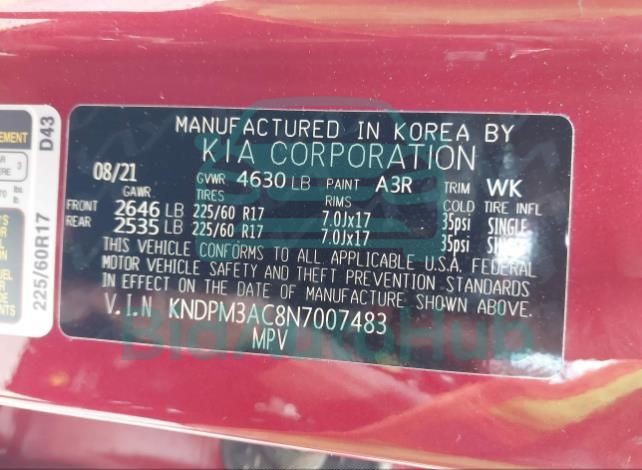 MANUFACTURED IN KOREA BY
KIA CORPORATION
08/21 GVWR 4630 LB PAINT A3R TRIM WK
GAWR TIRES RIMS COLD TIRE INFL
FRONT 2646 LB 225/60 R17 7.0Jx17 35psi SINGLE
REAR 2535 LB 225/60 R17 7.0Jx17 35psi
THIS VEHICLE CONFORMS TO ALL APPLICABLE U.S.A. FEDERAL
MOTOR VEHICLE SAFETY AND THEFT PREVENTION STANDARDS
IN EFFECT ON THE DATE OF MANUFACTURE SHOWN ABOVE.
V.I.N KNDPM3AC8N7007483
MPV
BidAutoHub
D43
225/60R17